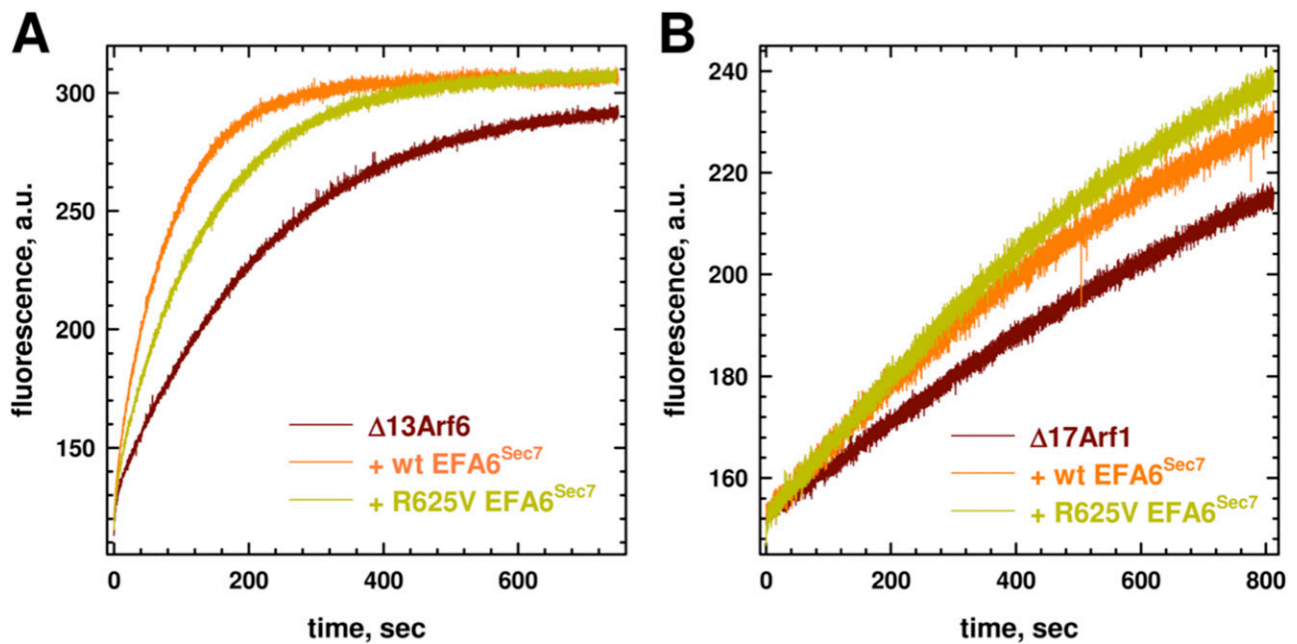 A
fluorescence, a.u.
300
250
200
150
Δ13Arf6
+ wt EFA6Sec7
+ R625V EFA6Sec7
0 200 400 600
time, sec
B
fluorescence, a.u.
240
220
200
180
160
Δ17Arf1
+ wt EFA6Sec7
+ R625V EFA6Sec7
0 200 400 600 800
time, sec